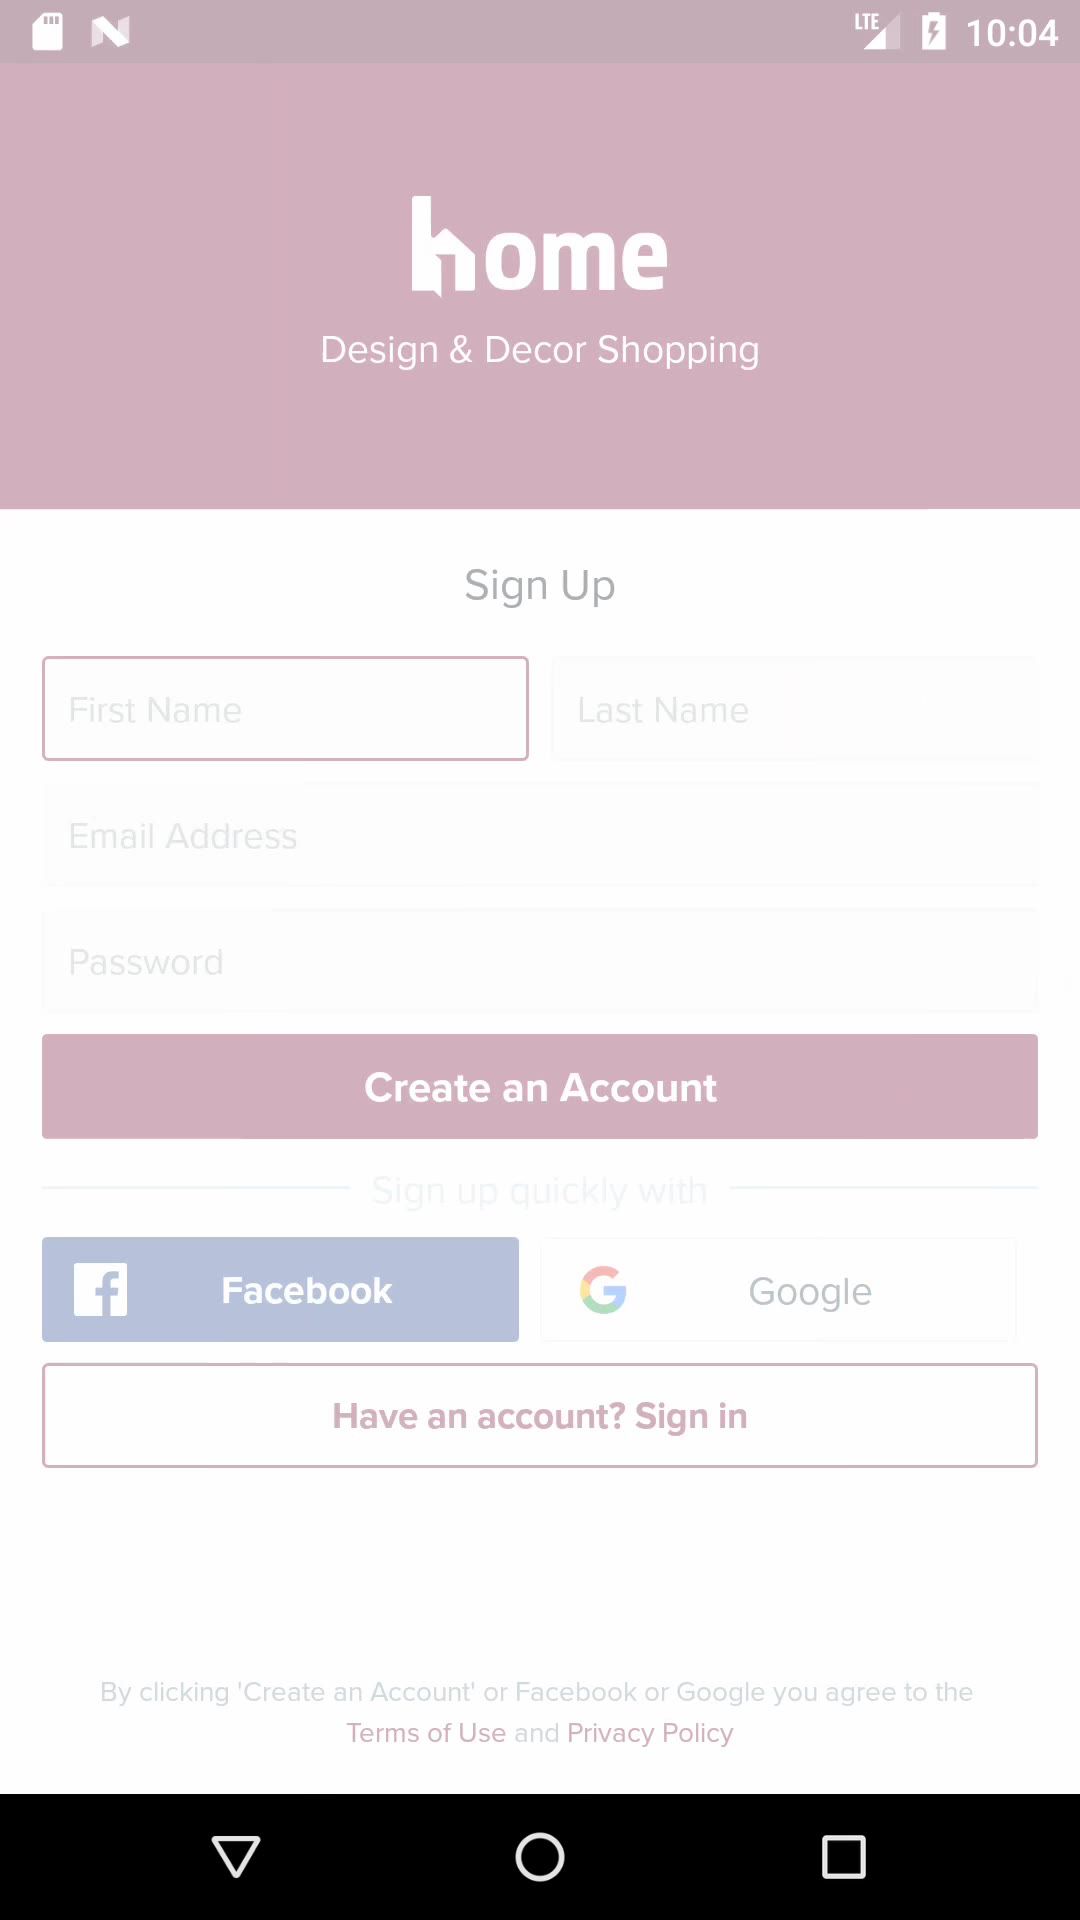 LTE 10:04
home
Design & Decor Shopping
Sign Up
First Name Last Name
Email Address
Password
Create an Account
Sign up quickly with
Facebook Google
Have an account? Sign in
By clicking 'Create an Account' or Facebook or Google you agree to the
Terms of Use and Privacy Policy